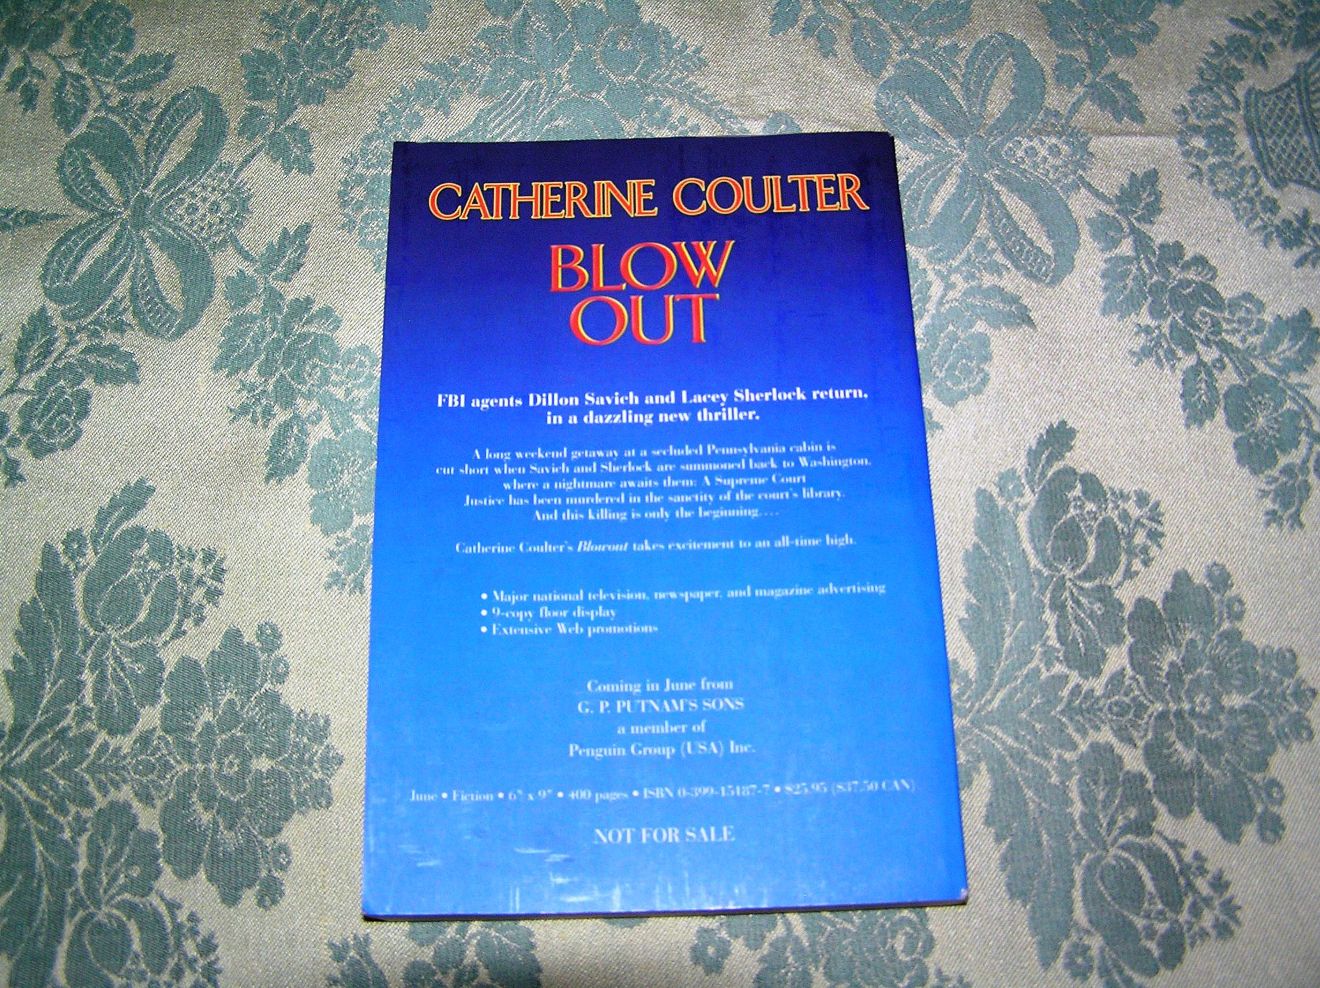 CATHERINE COULTER
BLOW
OUT
FBI agents Dillon Savich and Lacey Sherlock return,
in a dazzling new thriller.
A long weekend getaway at a secluded Pennsylvania cabin is
cut short when Savich and Sherlock are summoned back to Washington,
where a nightmare awaits them: A Supreme Court
Justice has been murdered in the sanctity of the court's library.
And this killing is only the beginning....
Catherine Coulter's Blowout takes excitement to an all-time high.
• Major national television, newspaper, and magazine advertising
• 9-copy floor display
• Extensive Web promotions
Coming in June from
G. P. PUTNAM'S SONS
a member of
Penguin Group (USA) Inc.
June • Fiction • 6" x 9" • 400 pages • ISBN 0-399-15187-7 • $25.95 ($37.50 CAN)
NOT FOR SALE